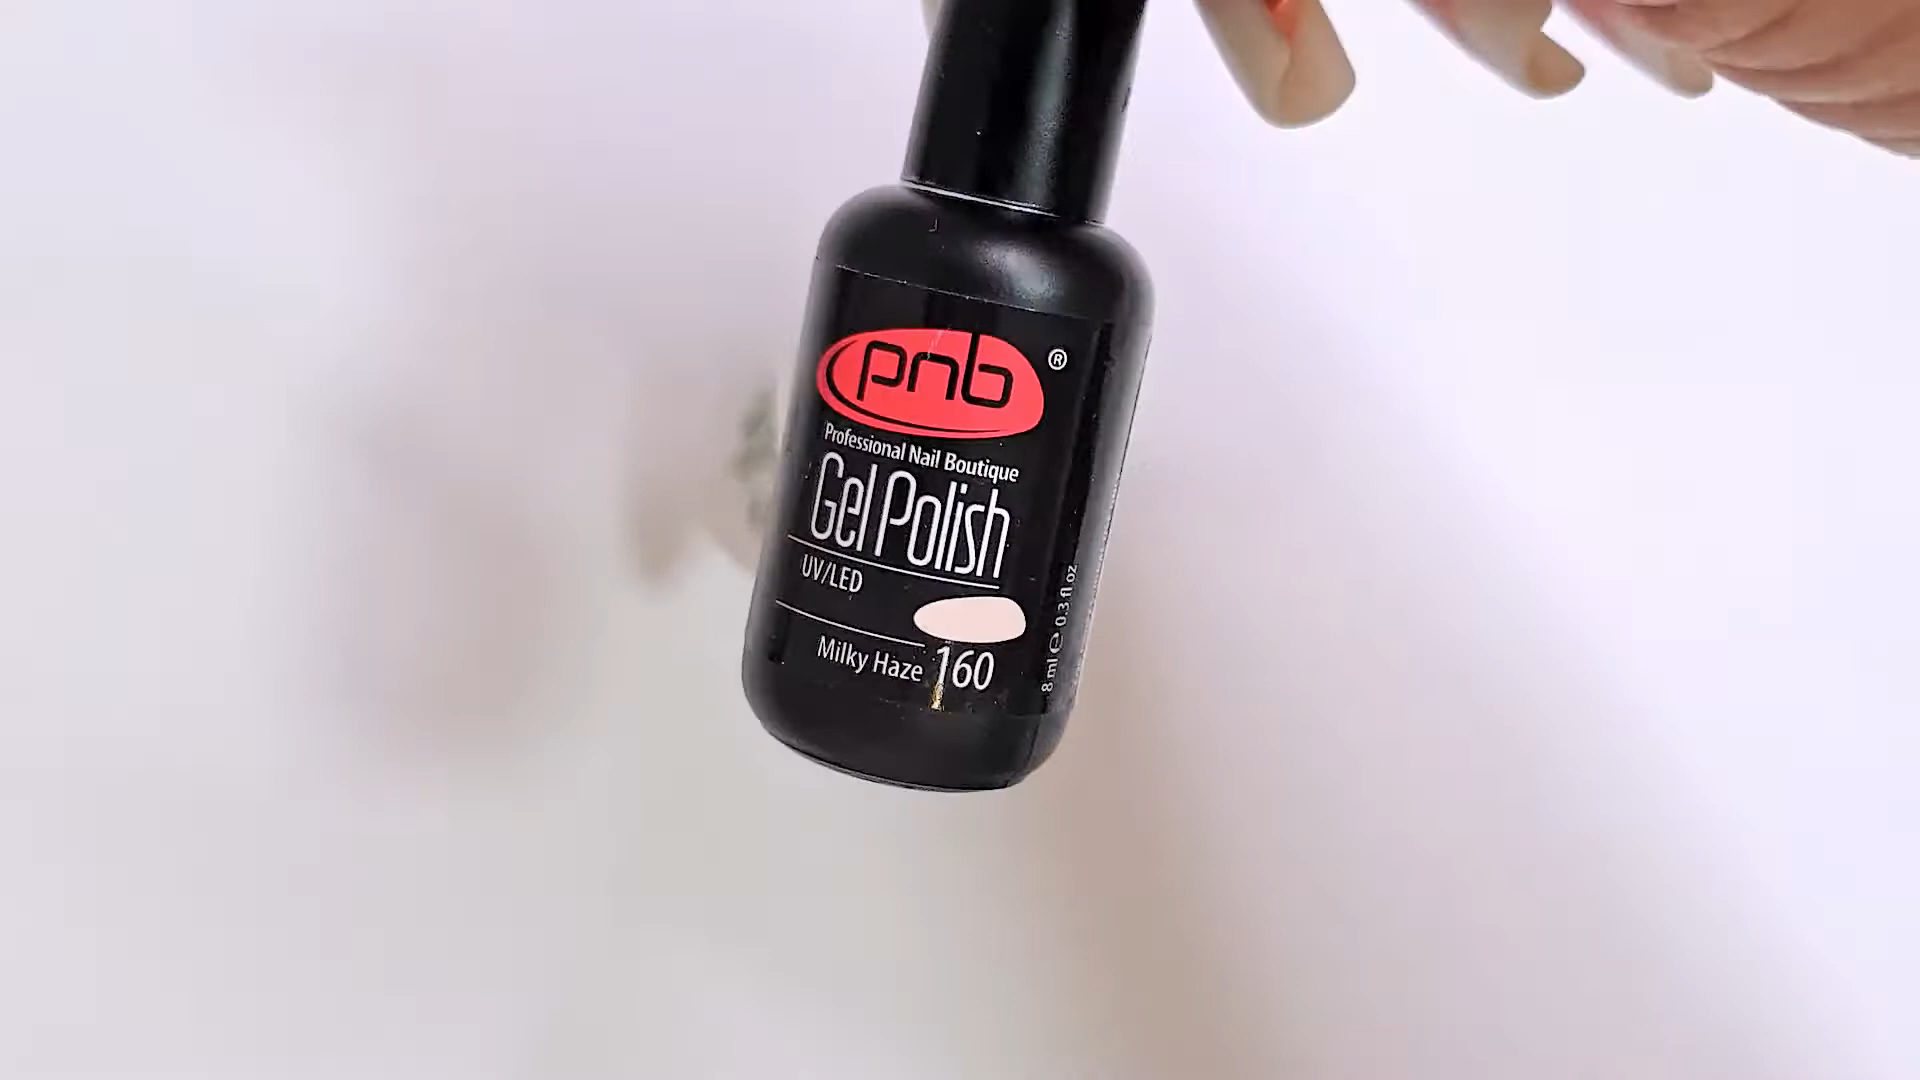 pnb ®
Professional Nail Boutique
Gel Polish
UV/LED
Milky Haze 160
8 ml ℮ 0.3 fl oz